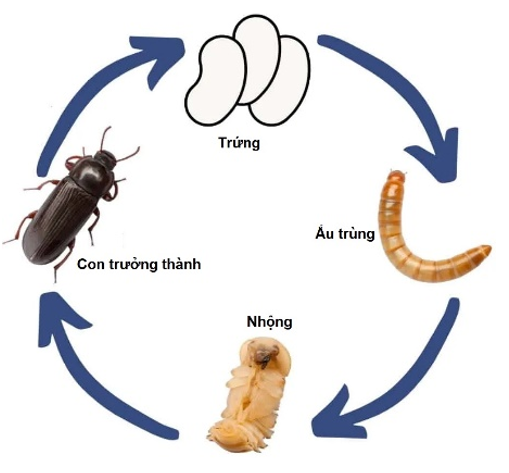 Trứng
Ấu trùng
Con trưởng thành
Nhộng